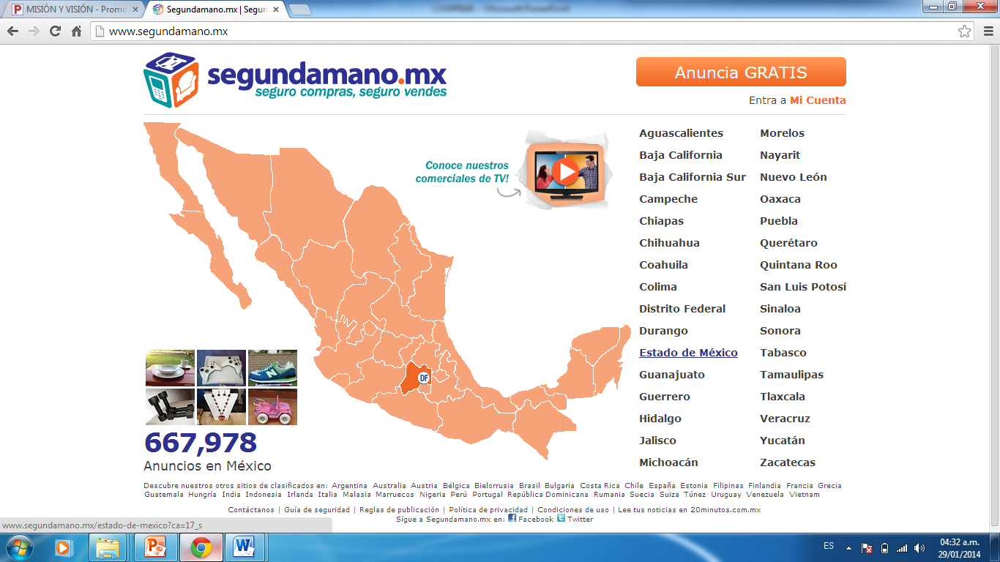 MISIÓN Y VISIÓN - Promo
Segundamano.mx | Segun
www.segundamano.mx
segundamano.mx
seguro compras, seguro vendes
Anuncia GRATIS
Entra a Mi Cuenta
Conoce nuestros
comerciales de TV!
DF
Aguascalientes
Baja California
Baja California Sur
Campeche
Chiapas
Chihuahua
Coahuila
Colima
Distrito Federal
Durango
Estado de México
Guanajuato
Guerrero
Hidalgo
Jalisco
Michoacán
Morelos
Nayarit
Nuevo León
Oaxaca
Puebla
Querétaro
Quintana Roo
San Luis Potosí
Sinaloa
Sonora
Tabasco
Tamaulipas
Tlaxcala
Veracruz
Yucatán
Zacatecas
667,978
Anuncios en México
Descubre nuestros otros sitios de clasificados en: Argentina Australia Austria Bélgica Bielorrusia Brasil Bulgaria Costa Rica Chile España Estonia Filipinas Finlandia Francia Grecia
Guatemala Hungría India Indonesia Irlanda Italia Malasia Marruecos Nigeria Perú Portugal República Dominicana Rumania Suecia Suiza Túnez Uruguay Venezuela Vietnam
Contáctanos | Guía de seguridad | Reglas de publicación | Política de privacidad | Condiciones de uso | Lee tus noticias en 20minutos.com.mx
Sígue a Segundamano.mx en: Facebook Twitter
www.segundamano.mx/estado-de-mexico?ca=17_s
ES
04:32 a.m.
29/01/2014